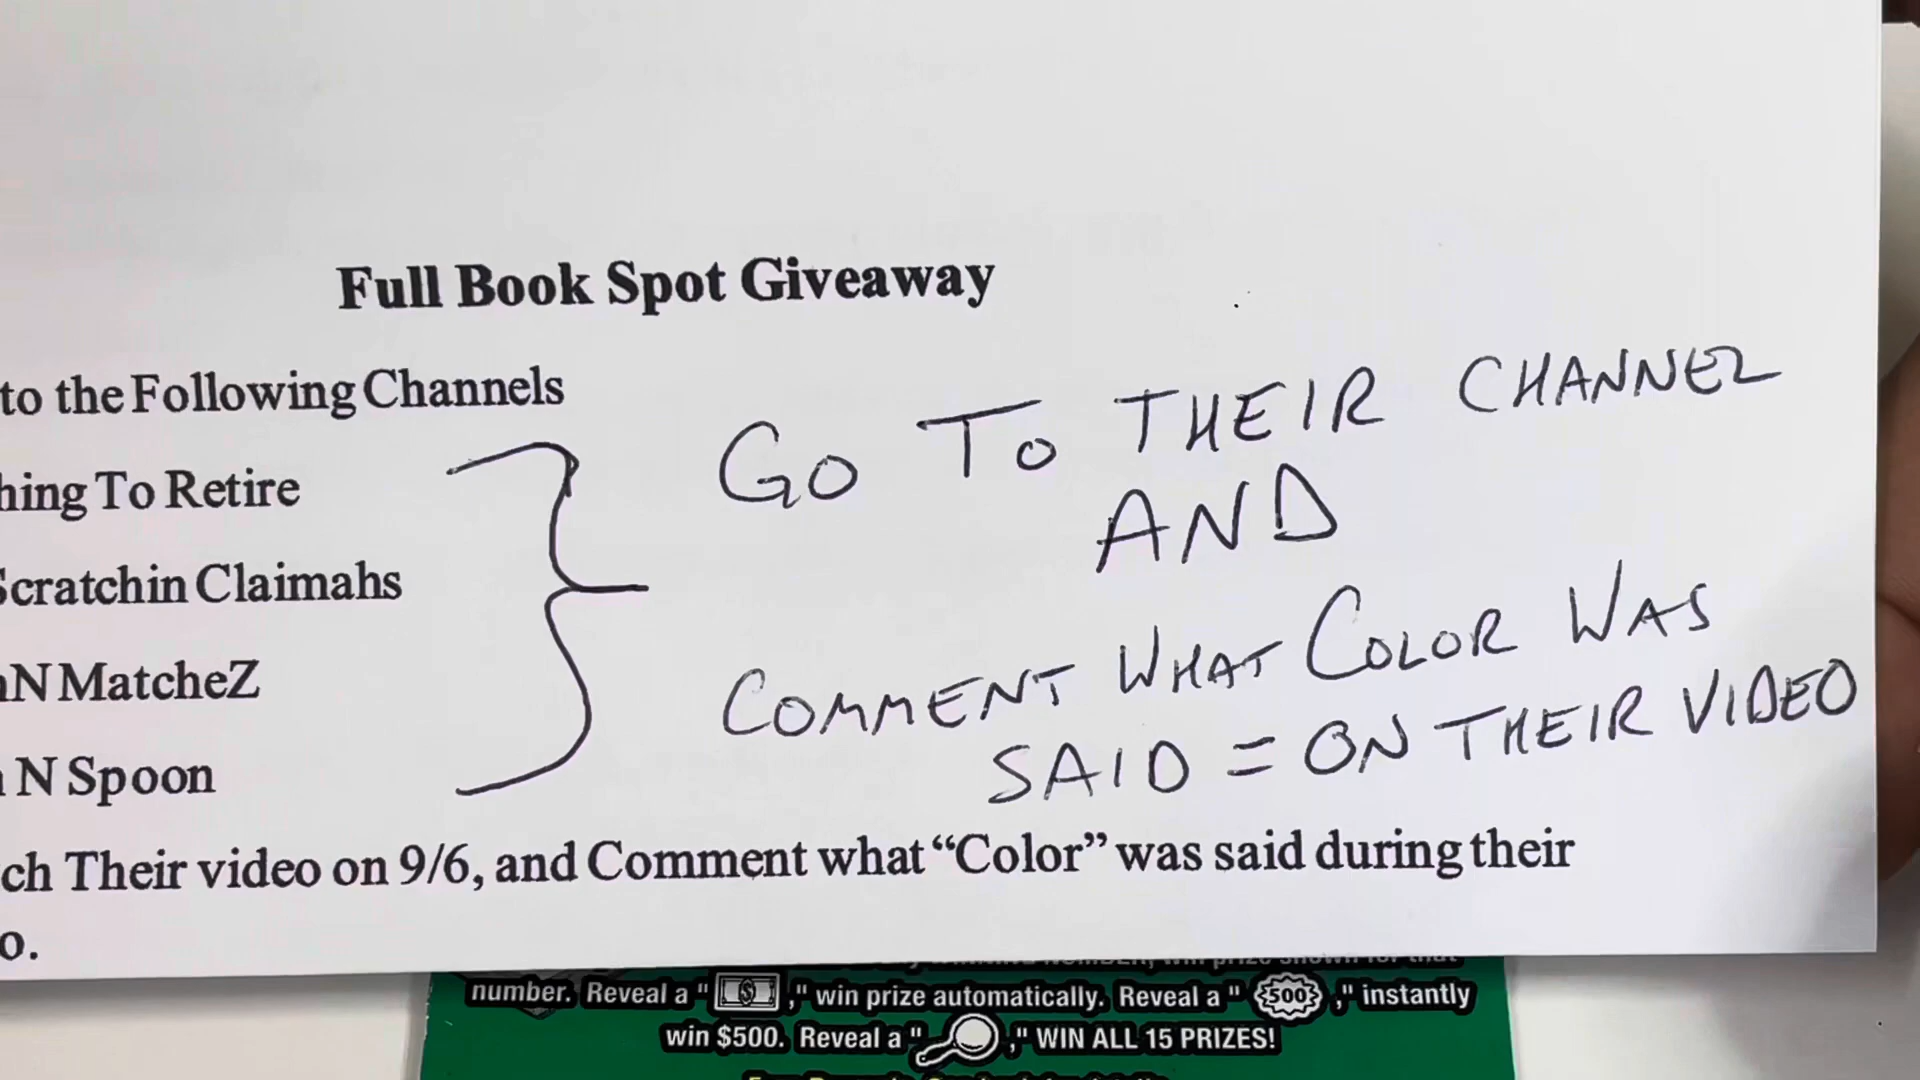 Full Book Spot Giveaway
to the Following Channels
GO TO THEIR CHANNEL
hing To Retire
AND
Scratchin Claimahs
COMMENT WHAT COLOR WAS
N MatcheZ
SAID = ON THEIR VIDEO
N Spoon
ch Their video on 9/6, and Comment what "Color" was said during their
o.
number. Reveal a " $ ," win prize automatically. Reveal a " 500 ," instantly
win $500. Reveal a " ," WIN ALL 15 PRIZES!